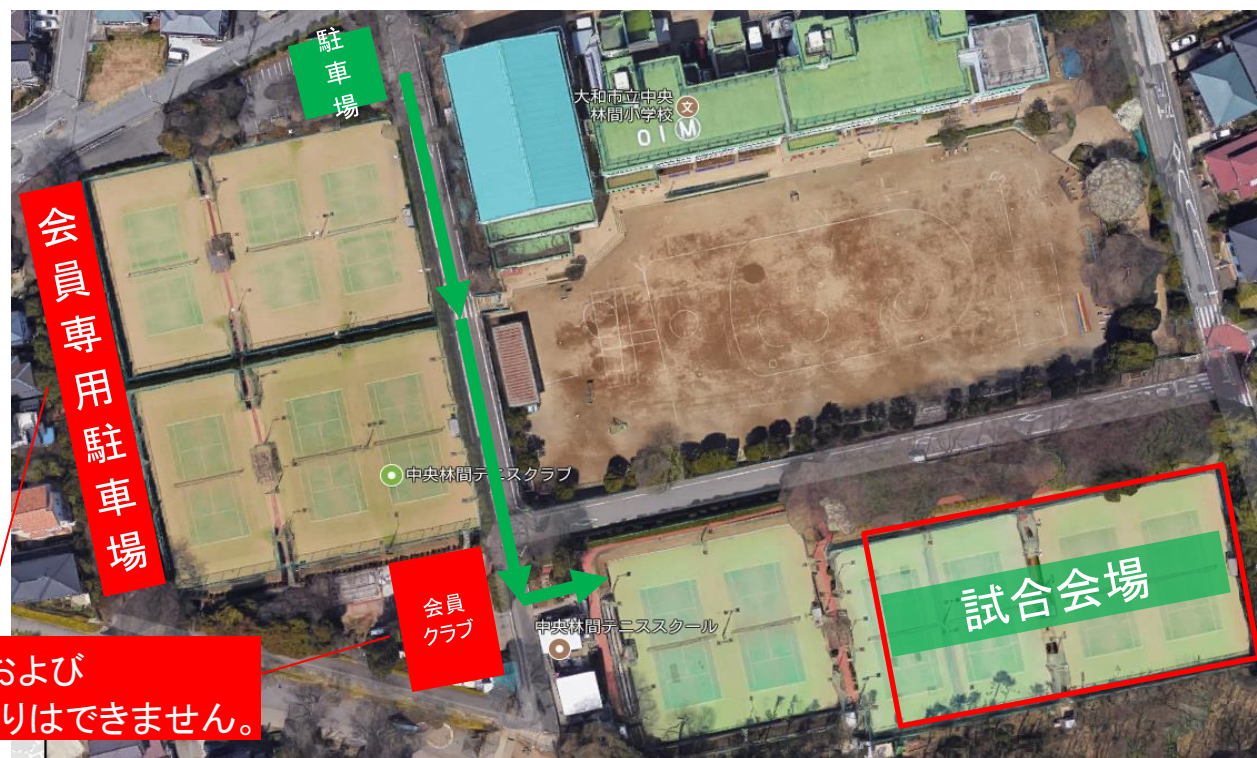 駐車場
大和市立中央
林間小学校
会員専用駐車場
中央林間テニスクラブ
会員
クラブ
試合会場
中央林間テニススクール
および
りはできません。